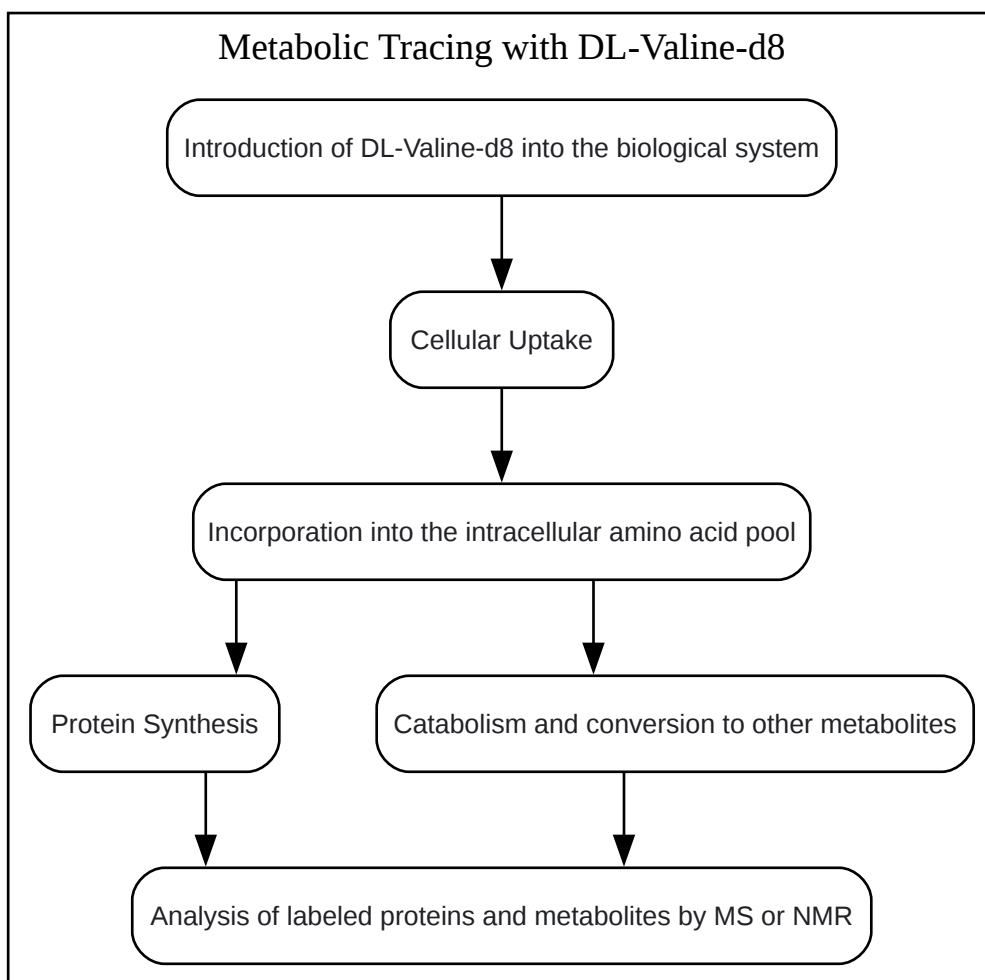 Metabolic Tracing with DL-Valine-d8
Introduction of DL-Valine-d8 into the biological system
Cellular Uptake
Incorporation into the intracellular amino acid pool
Protein Synthesis
Catabolism and conversion to other metabolites
Analysis of labeled proteins and metabolites by MS or NMR